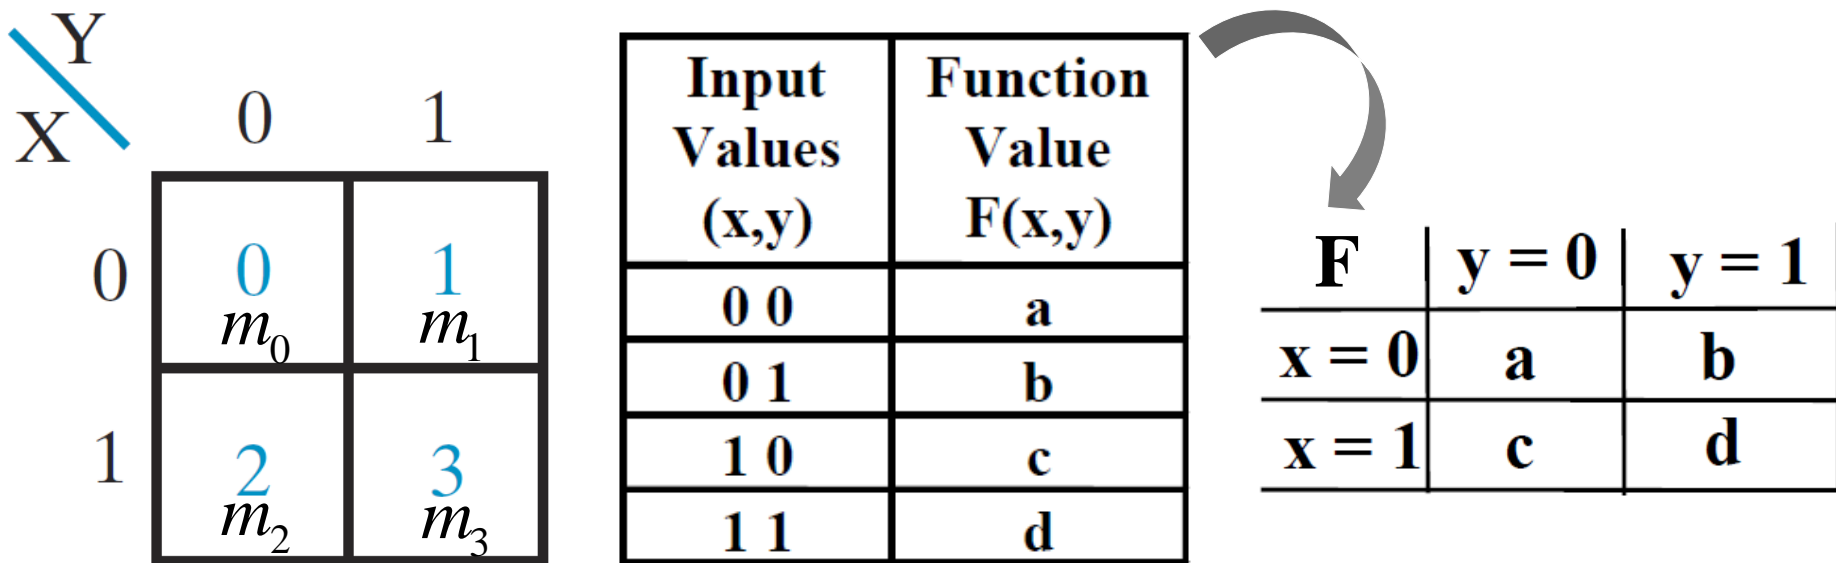 Y
X
0 1
0 0 1
m0 m1
1 2 3
m2 m3
Input Values (x,y) Function Value F(x,y)
0 0 a
0 1 b
1 0 c
1 1 d
F y = 0 y = 1
x = 0 a b
x = 1 c d